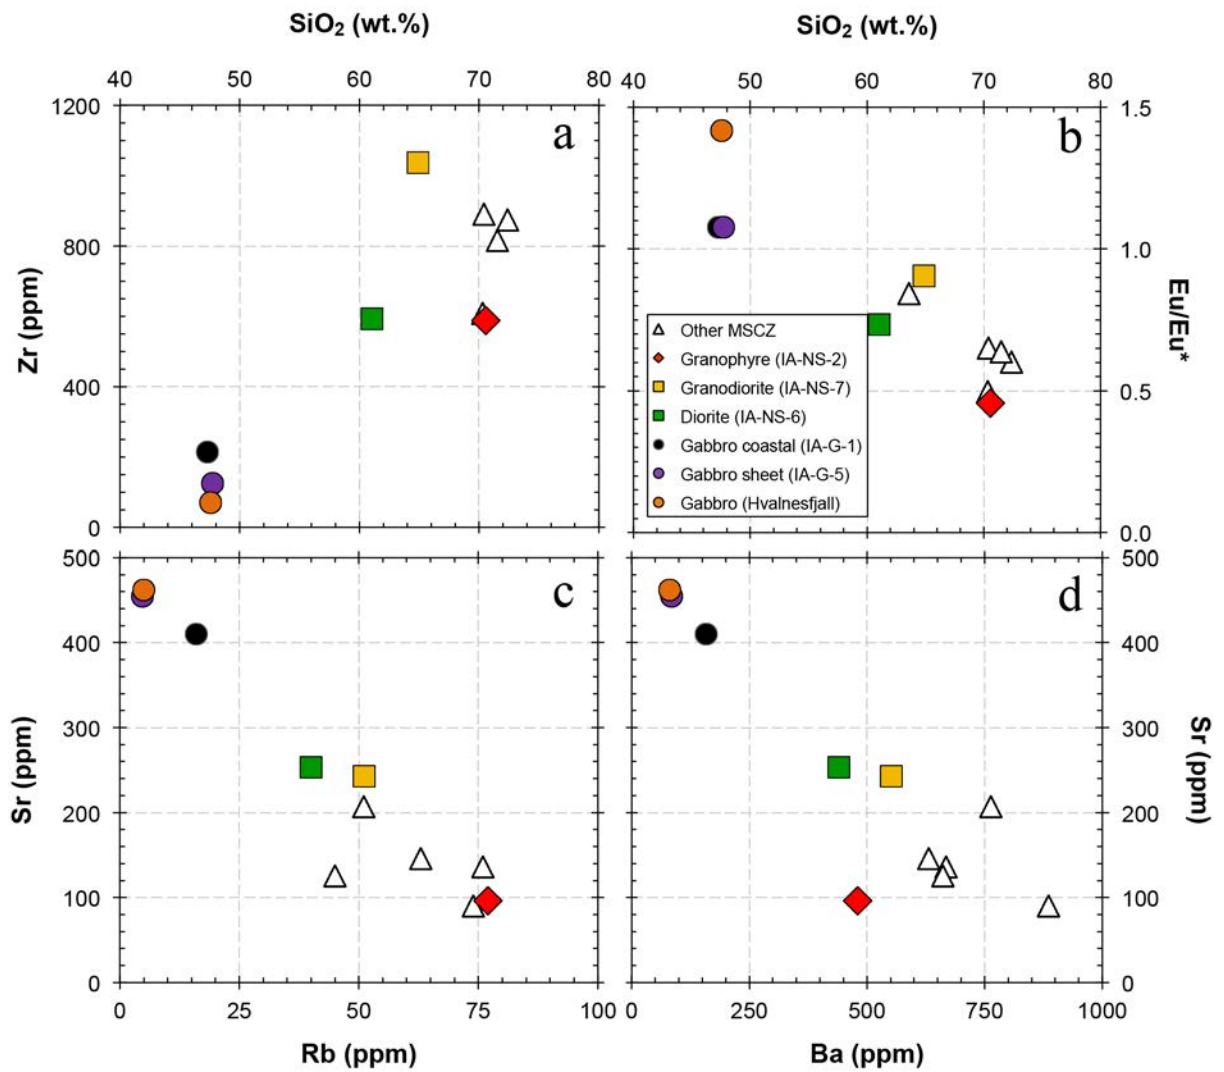 SiO2 (wt.%) SiO2 (wt.%)
40 50 60 70 80 40 50 60 70 80
1200 a b 1.5
800 1.0
400 0.5
0 0.0
Zr (ppm)
Eu/Eu*
Other MSCZ
Granophyre (IA-NS-2)
Granodiorite (IA-NS-7)
Diorite (IA-NS-6)
Gabbro coastal (IA-G-1)
Gabbro sheet (IA-G-5)
Gabbro (Hvalnesfjall)
500 c d 500
400 400
300 300
200 200
100 100
0 0
Sr (ppm)
Sr (ppm)
0 25 50 75 100 0 250 500 750 1000
Rb (ppm) Ba (ppm)